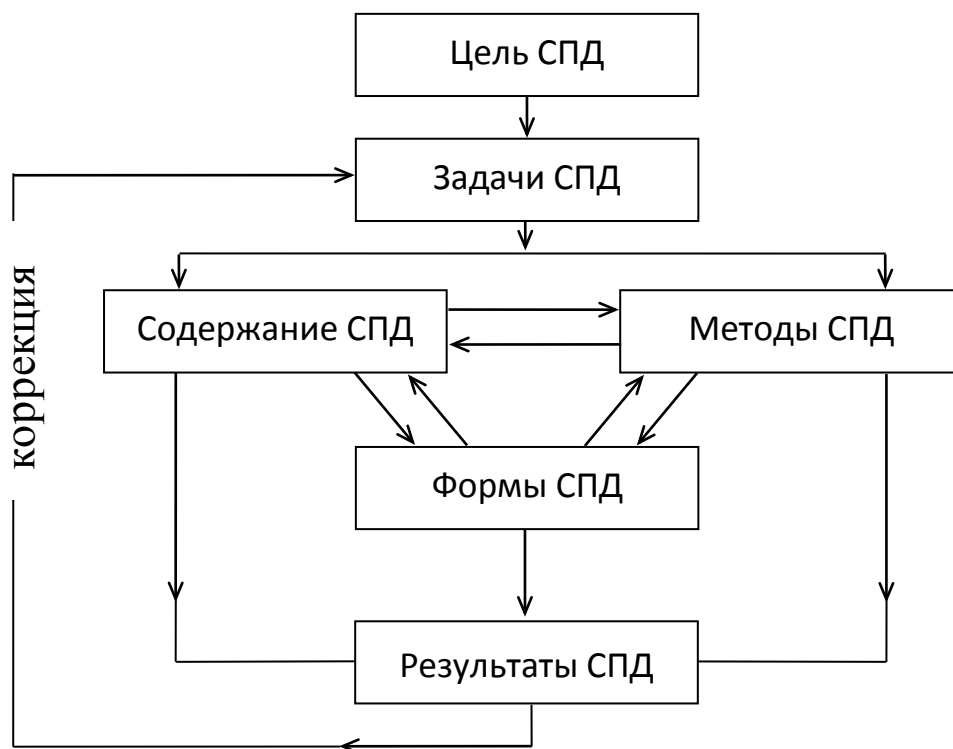 Цель СПД
Задачи СПД
коррекция
Содержание СПД
Методы СПД
Формы СПД
Результаты СПД